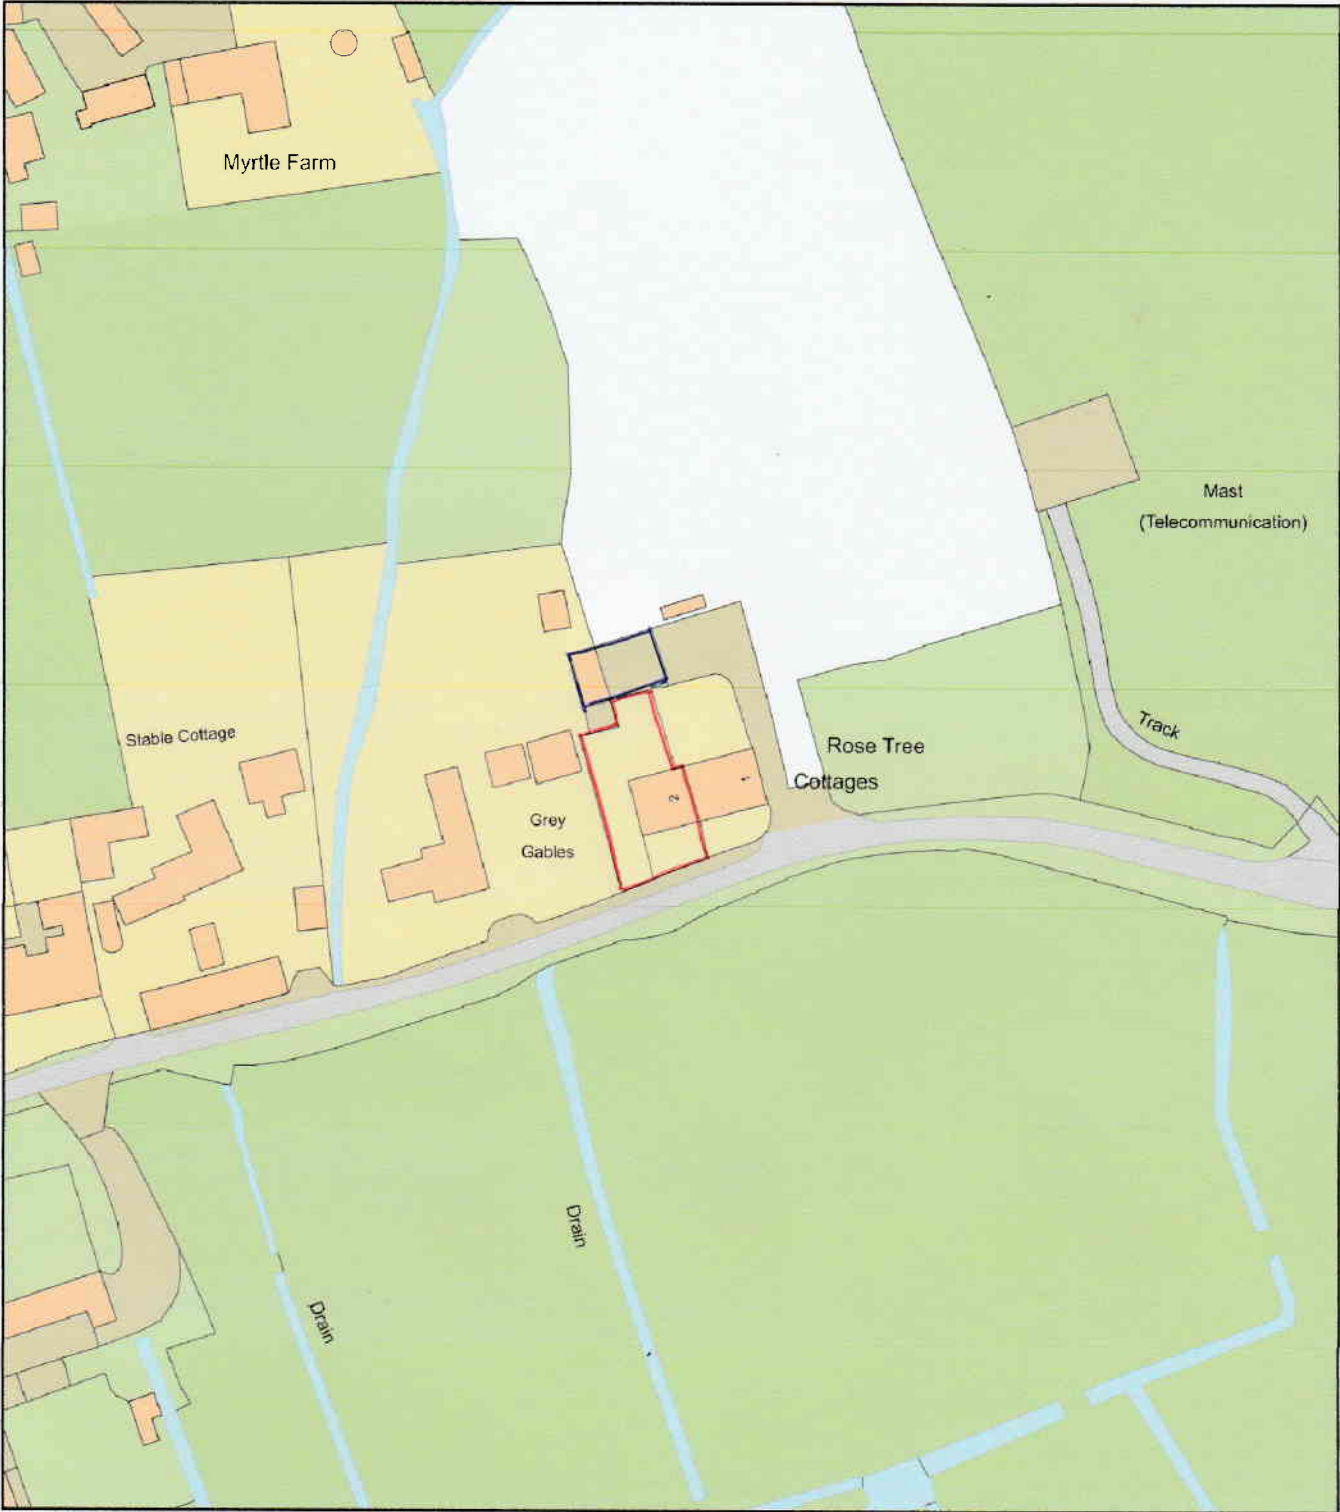 Myrtle Farm
Mast
(Telecommunication)
Track
Stable Cottage
Rose Tree
Cottages
1
2
Grey
Gables
Drain
Drain